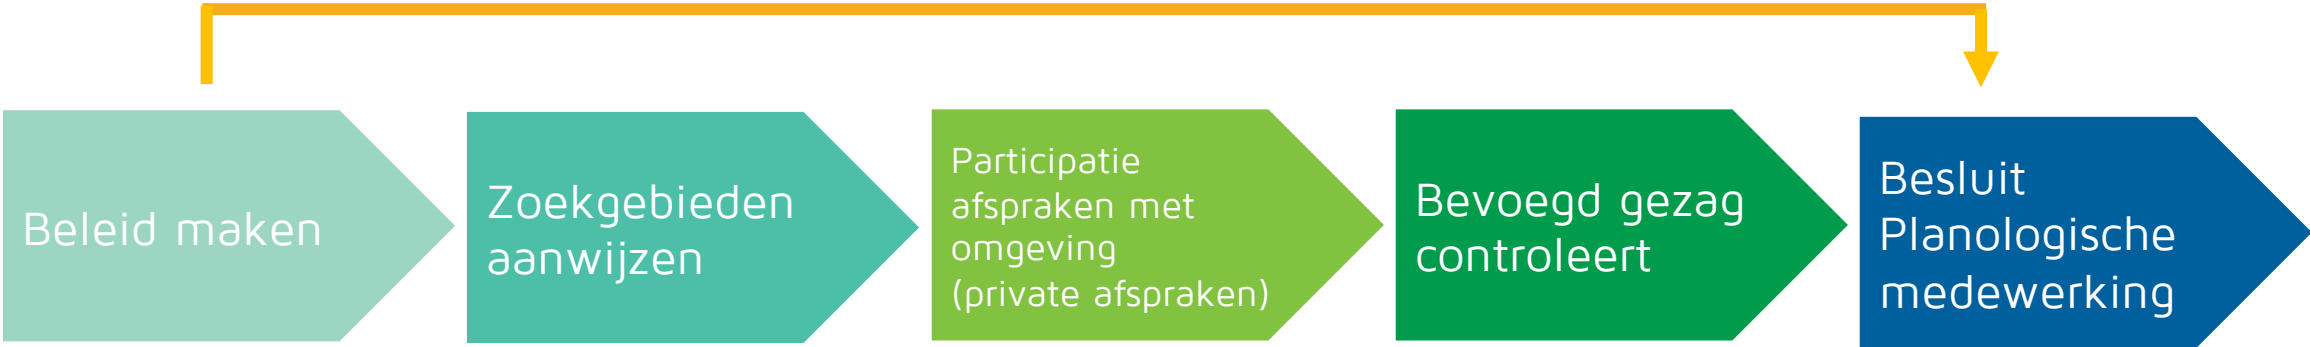 Beleid maken
Zoekgebieden
aanwijzen
Participatie
afspraken met
omgeving
(private afspraken)
Bevoegd gezag
controleert
Besluit
Planologische
medewerking